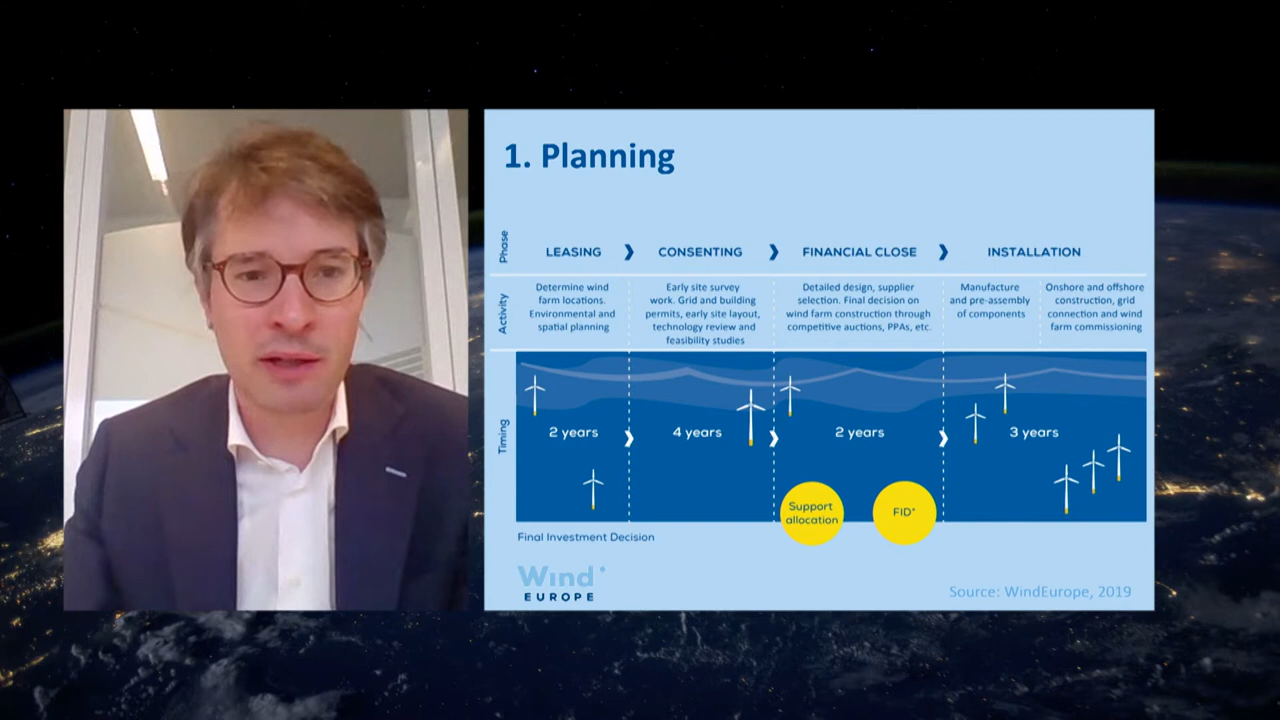 1. Planning
Phase
LEASING
CONSENTING
FINANCIAL CLOSE
INSTALLATION
Activity
Determine wind
farm locations.
Environmental and
spatial planning
Early site survey
work. Grid and building
permits, early site layout,
technology review and
feasibility studies
Detailed design, supplier
selection. Final decision on
wind farm construction through
competitive auctions, PPAs, etc.
Manufacture
and pre-assembly
of components
Onshore and offshore
construction, grid
connection and wind
farm commissioning
Timing
2 years
4 years
2 years
3 years
Support
allocation
FID*
Final Investment Decision
Wind
EUROPE
Source: WindEurope, 2019